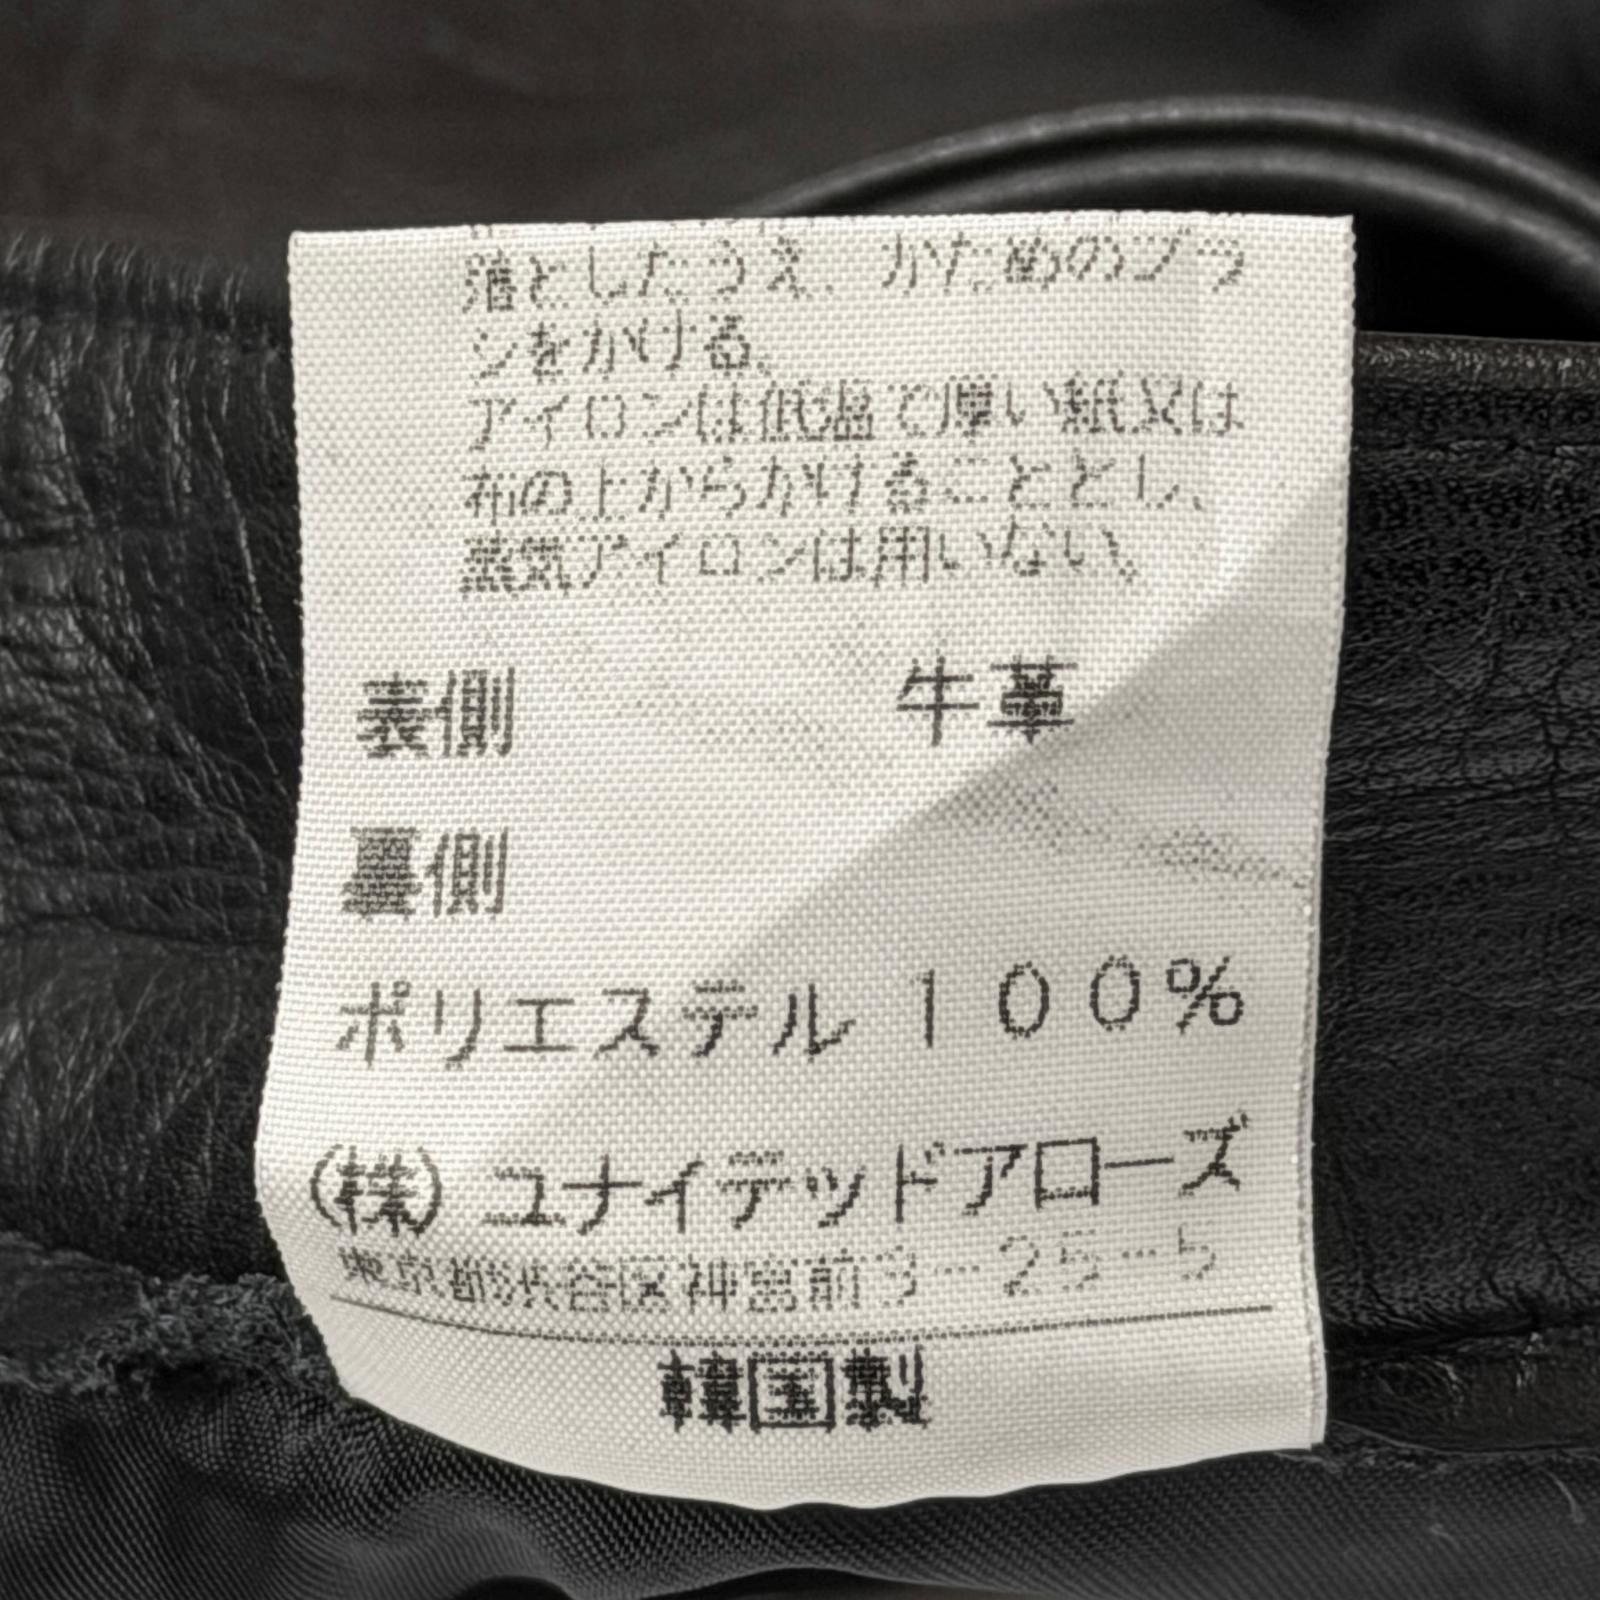 落としたうえ、かためのブラ
シをかける。
アイロンは低温で厚い紙又は
布の上からかけることとし、
蒸気アイロンは用いない。
表側 牛革
裏側
ポリエステル 100%
(株) ユナイテッドアローズ
東京都渋谷区神宮前3-25-5
韓国製